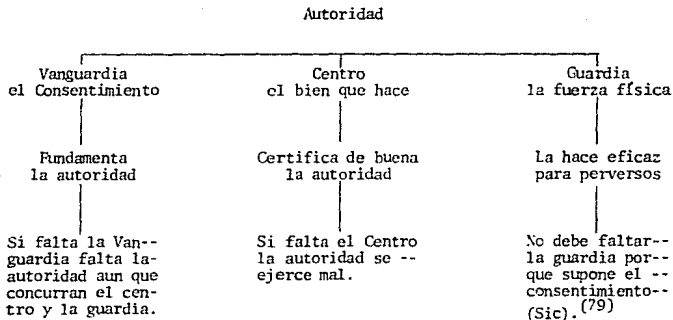 Autoridad
Vanguardia
el Consentimiento
Centro
el bien que hace
Guardia
la fuerza física
Fundamenta
la autoridad
Certifica de buena
la autoridad
La hace eficaz
para perversos
Si falta la Van--
guardia falta la-
autoridad aun que
concurran el cen-
tro y la guardia.
Si falta el Centro
la autoridad se --
ejerce mal.
No debe faltar--
la guardia por--
que supone el --
consentimiento--
(Sic).(79)